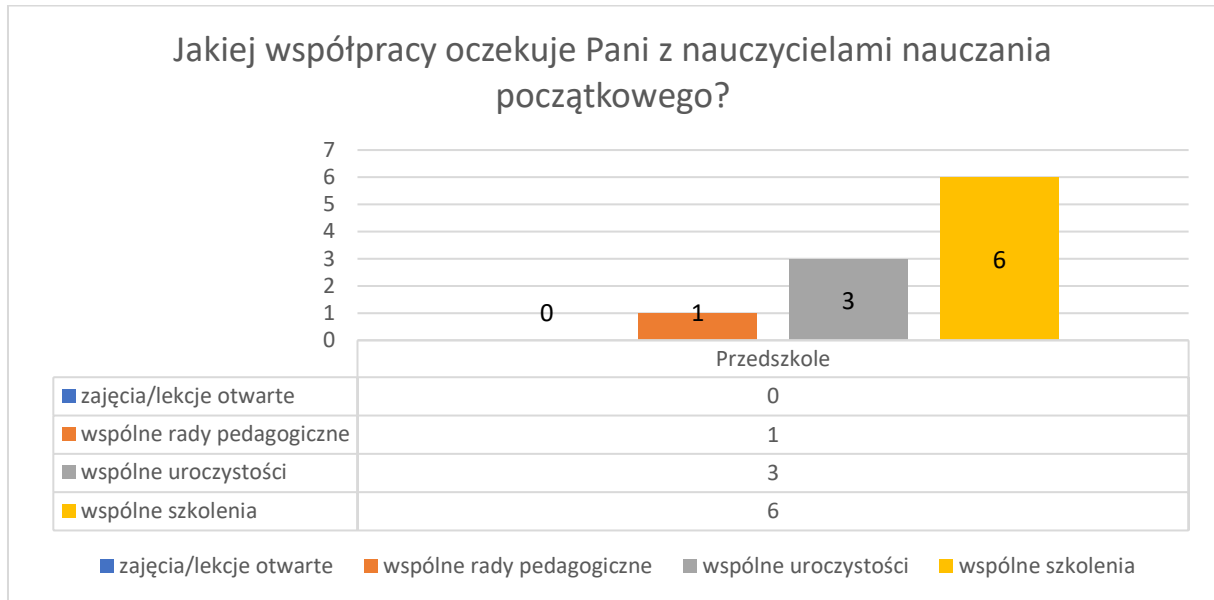 Jakiej współpracy oczekuje Pani z nauczycielami nauczania
początkowego?
7
6
5
4
3
2
1
0
0
1
3
6
Przedszkole
zajęcia/lekcje otwarte 0
wspólne rady pedagogiczne 1
wspólne uroczystości 3
wspólne szkolenia 6
zajęcia/lekcje otwarte wspólne rady pedagogiczne wspólne uroczystości wspólne szkolenia